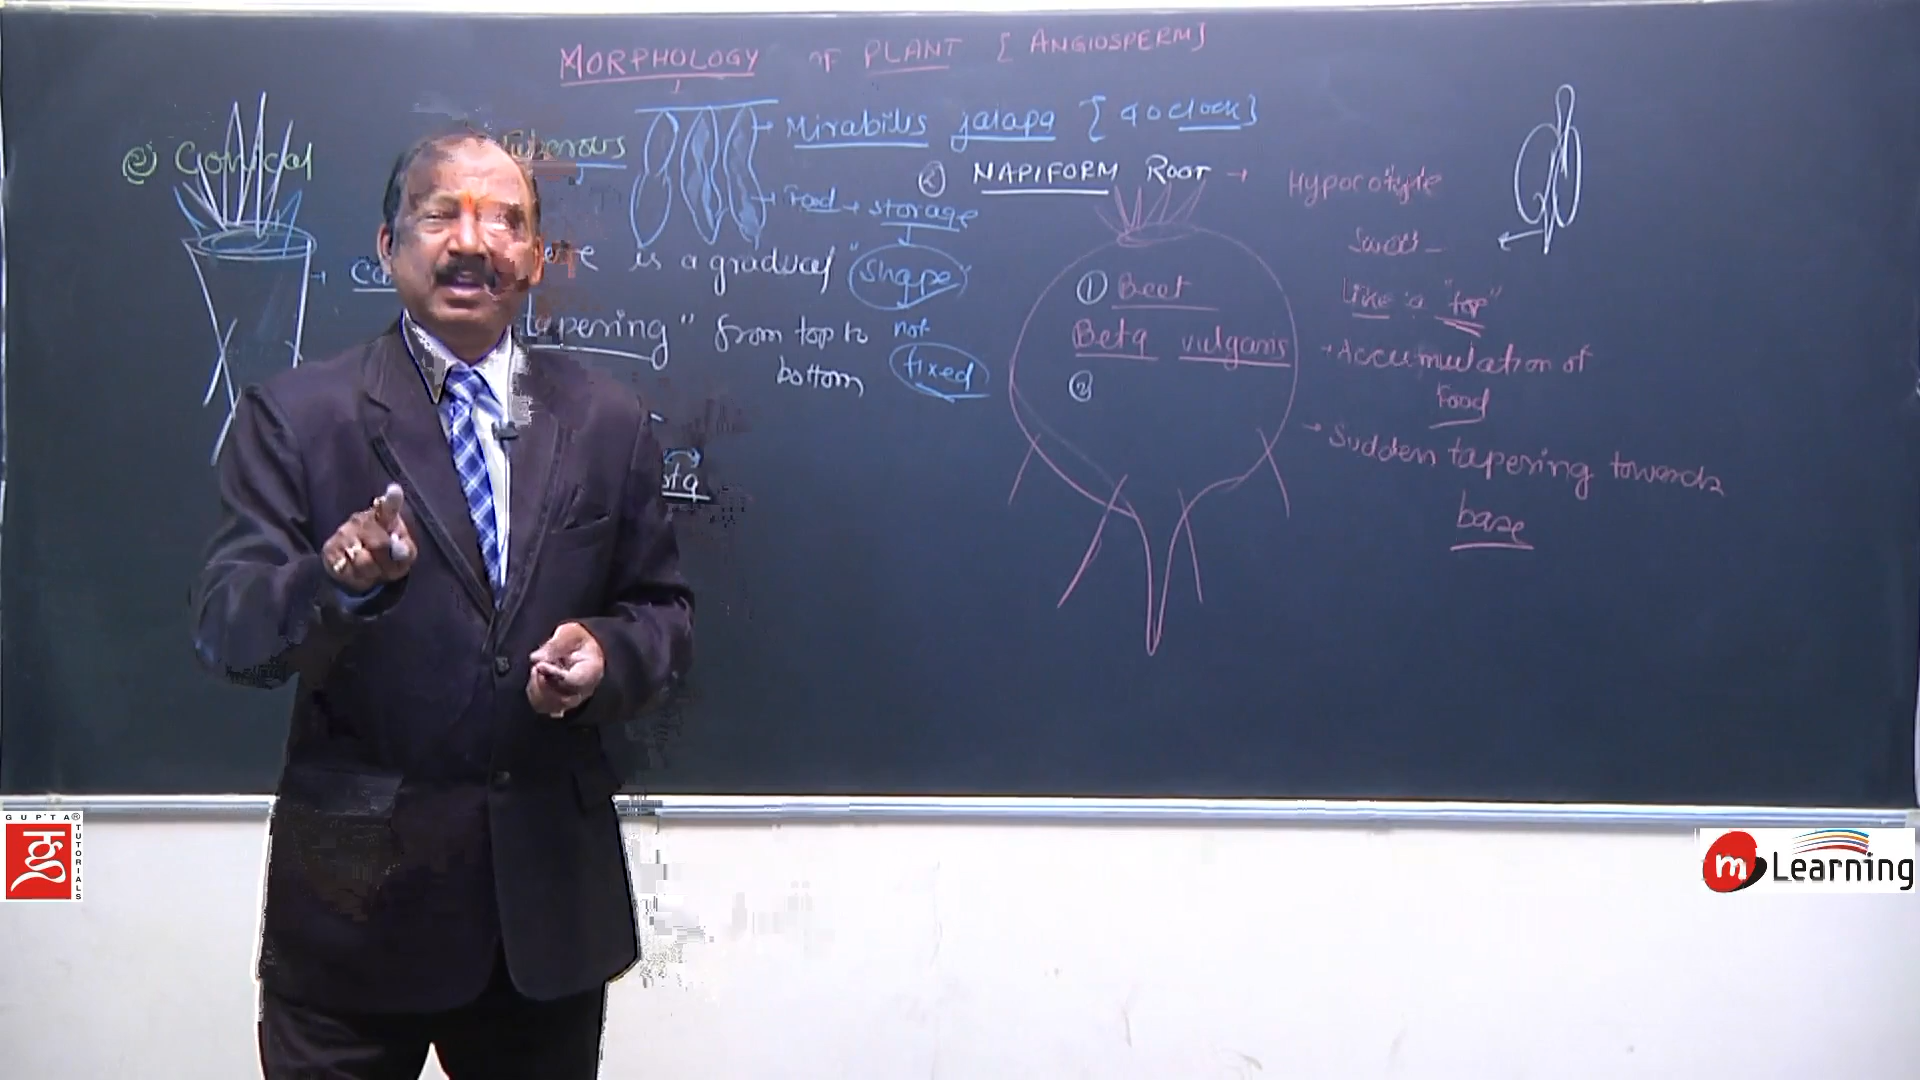 MORPHOLOGY OF PLANT [ANGIOSPERM]
Conical
Mirabilis jalapa [4 o clock]
Food → storage
is a gradual
"shape"
not
fixed
tapering" from top to
bottom
② NAPIFORM ROOT → Hypocotyle
① Beet
Beta vulgaris
②
Like a "top"
→ Accumulation of
Food
→ Sudden tapering towards
base
GUPTA®
TUTORIALS
ग
m Learning